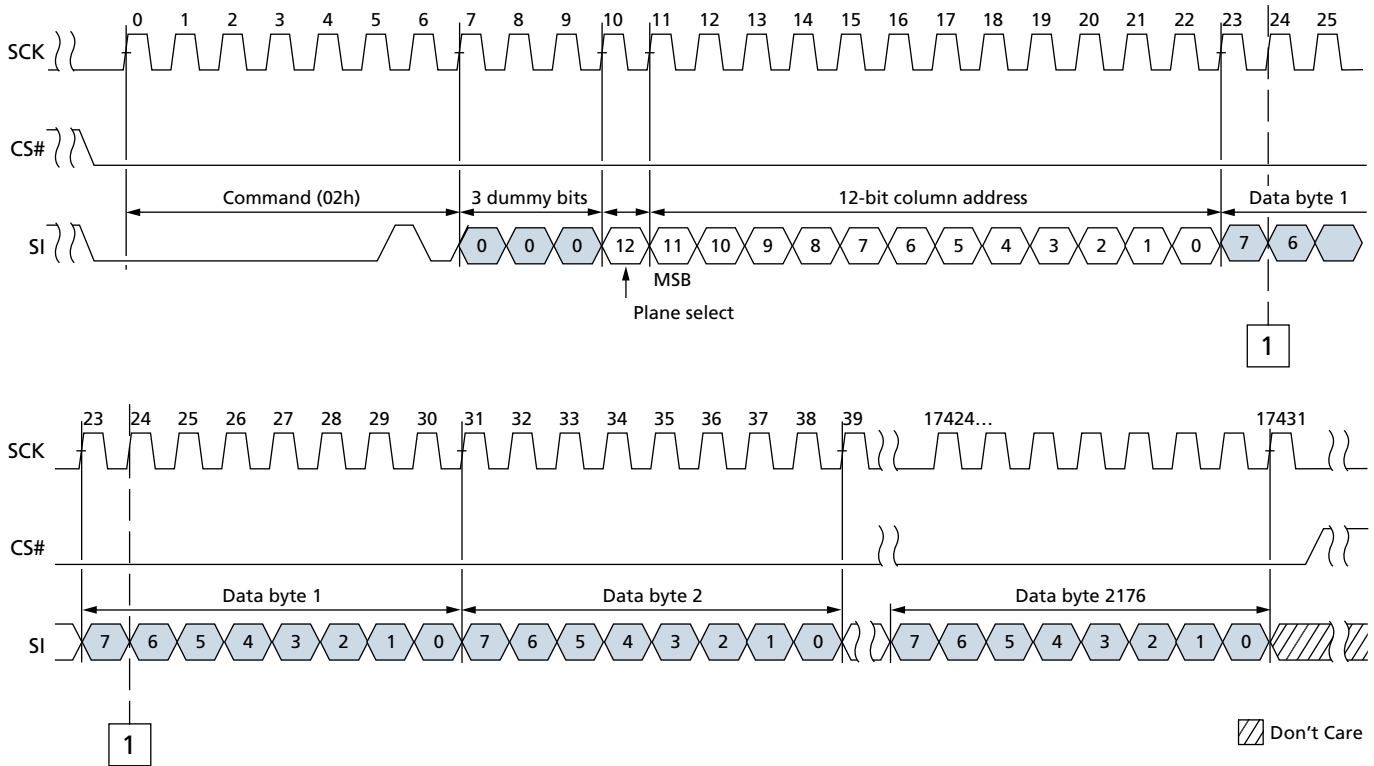 0 1 2 3 4 5 6 7 8 9 10 11 12 13 14 15 16 17 18 19 20 21 22 23 24 25
SCK
CS#
Command (02h) 3 dummy bits 12-bit column address Data byte 1
SI 0 0 0 12 11 10 9 8 7 6 5 4 3 2 1 0 7 6
MSB
Plane select
1
23 24 25 26 27 28 29 30 31 32 33 34 35 36 37 38 39 17424... 17431
SCK
CS#
Data byte 1 Data byte 2 Data byte 2176
SI 7 6 5 4 3 2 1 0 7 6 5 4 3 2 1 0 7 6 5 4 3 2 1 0
1
Don't Care